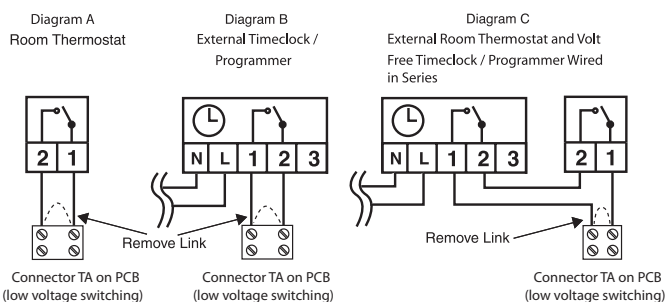 Diagram A
Room Thermostat
2 1
Remove Link
Connector TA on PCB
(low voltage switching)
Diagram B
External Timeclock /
Programmer
N L 1 2 3
Connector TA on PCB
(low voltage switching)
Diagram C
External Room Thermostat and Volt
Free Timeclock / Programmer Wired
in Series
N L 1 2 3
2 1
Remove Link
Connector TA on PCB
(low voltage switching)